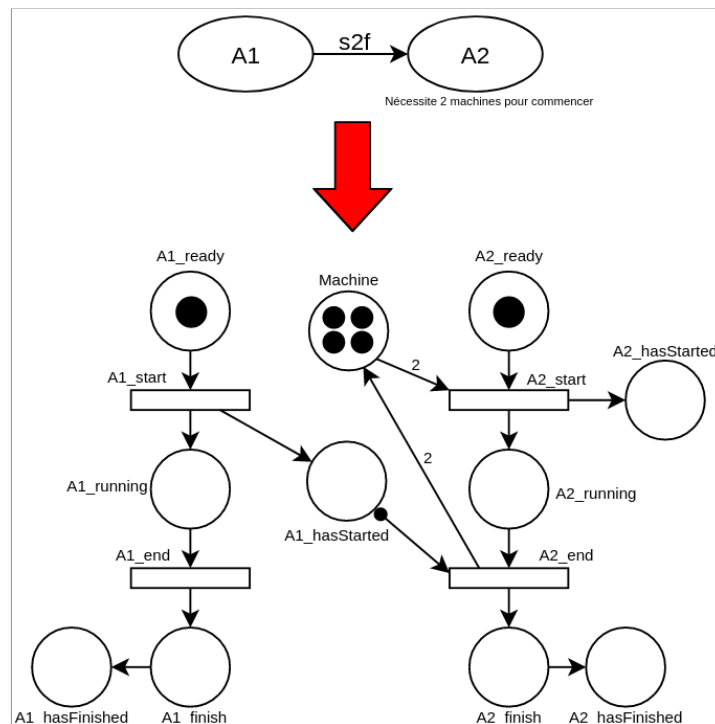 A1
s2f
A2
Nécessite 2 machines pour commencer
A1_ready
Machine
A2_ready
A2_hasStarted
A1_start
2
A2_start
A1_running
2
A2_running
A1_hasStarted
A1_end
A2_end
A1_hasFinished
A1_finish
A2_finish
A2_hasFinished